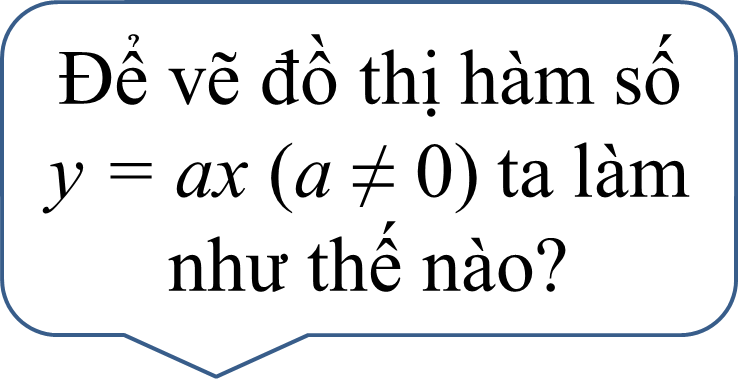 Để vẽ đồ thị hàm số
y = ax (a ≠ 0) ta làm
như thế nào?